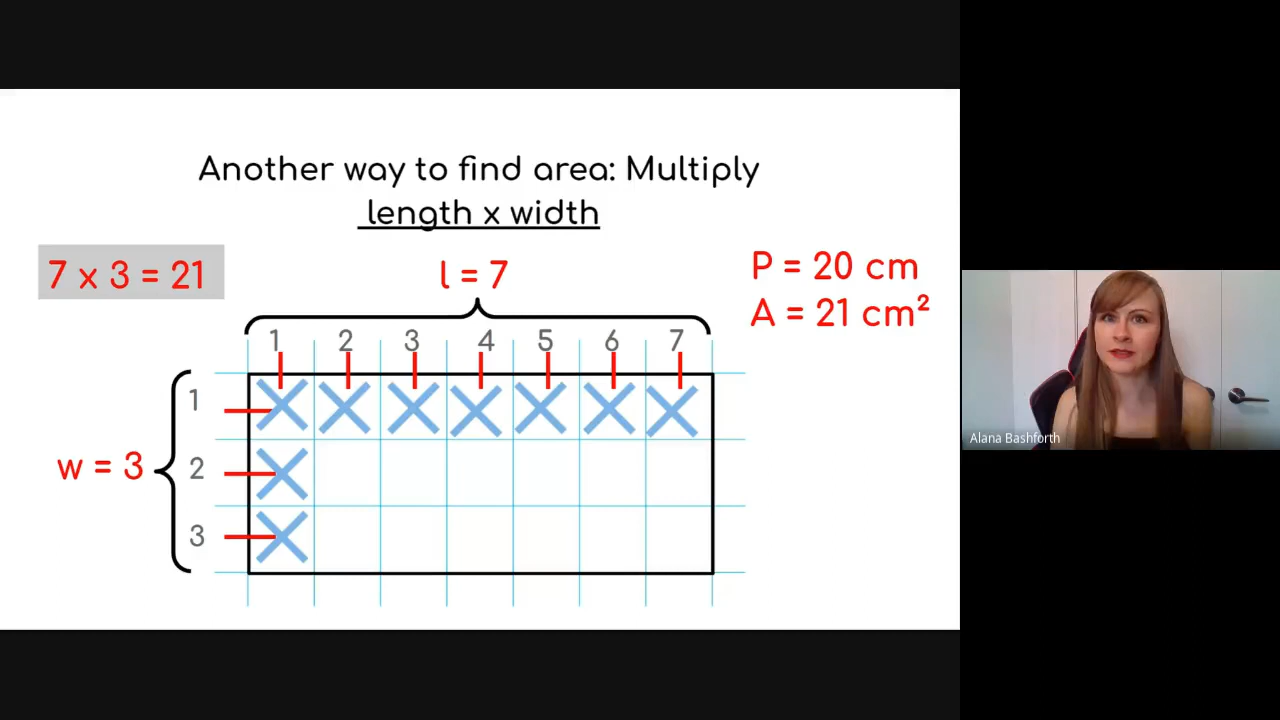 Another way to find area: Multiply
length x width
7 x 3 = 21
l = 7
P = 20 cm
A = 21 cm²
1 2 3 4 5 6 7
1
w = 3
2
3
Alana Bashforth